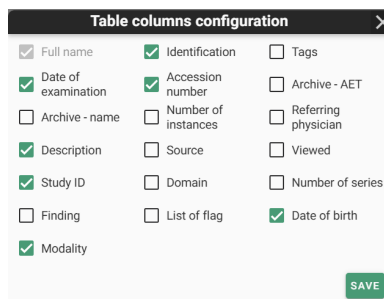 Table columns configuration
Full name
Identification
Tags
Date of
examination
Accession
number
Archive - AET
Archive - name
Number of
instances
Referring
physician
Description
Source
Viewed
Study ID
Domain
Number of series
Finding
List of flag
Date of birth
Modality
SAVE